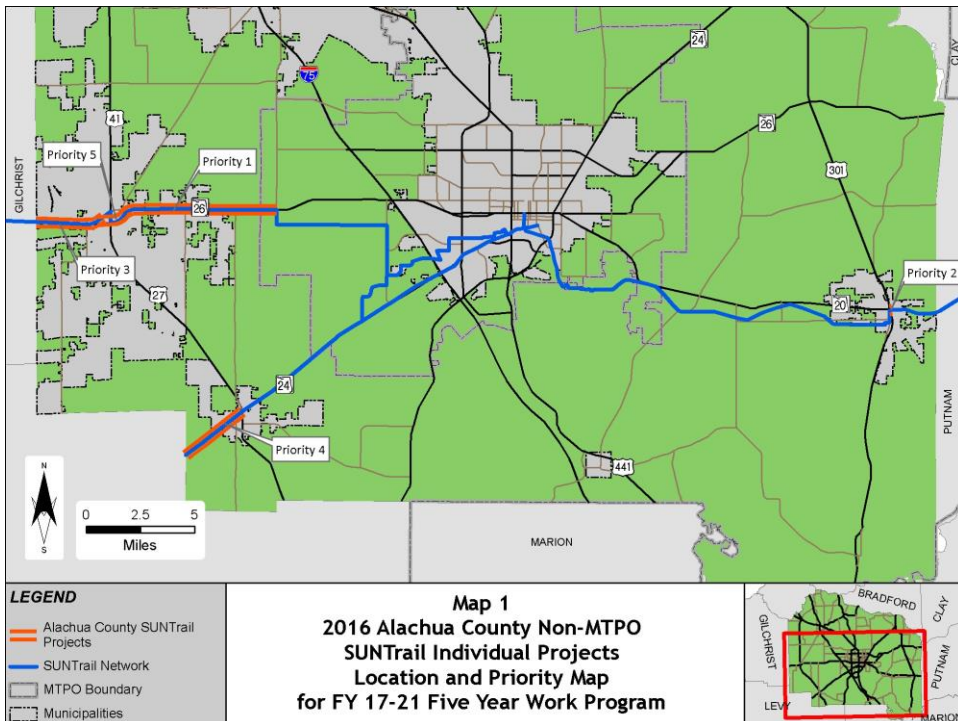 24
CLAY
75
41
26
GILCHRIST
Priority 5
Priority 1
301
26
Priority 3
Priority 2
27
20
24
PUTNAM
Priority 4
441
N
S
0 2.5 5
Miles
MARION
LEGEND
Alachua County SUNTrail
Projects
SUNTrail Network
MTPO Boundary
Municipalities
Map 1
2016 Alachua County Non-MTPO
SUNTrail Individual Projects
Location and Priority Map
for FY 17-21 Five Year Work Program
BRADFORD
CLAY
GILCHRIST
PUTNAM
LEVY
MARION